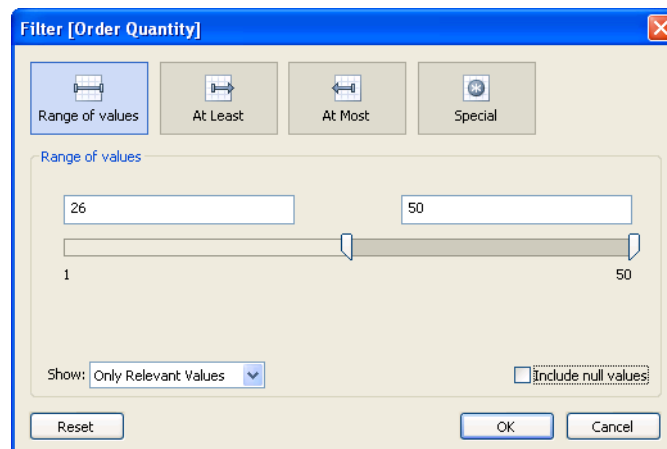 Filter [Order Quantity]
Range of values
At Least
At Most
Special
Range of values
26
50
1
50
Show: Only Relevant Values
Include null values
Reset
OK
Cancel